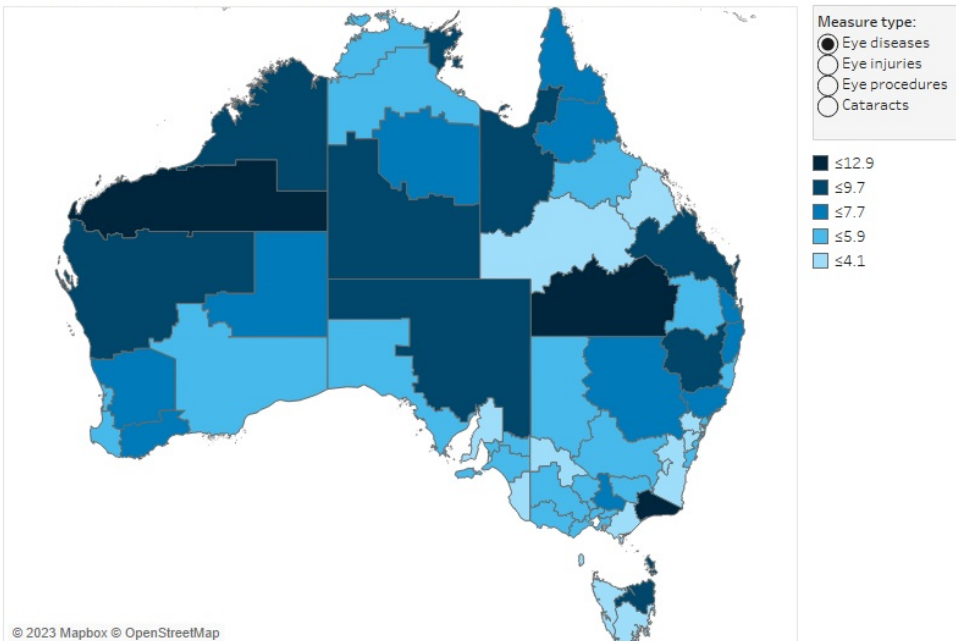 Measure type:
Eye diseases
Eye injuries
Eye procedures
Cataracts
≤12.9
≤9.7
≤7.7
≤5.9
≤4.1
© 2023 Mapbox © OpenStreetMap